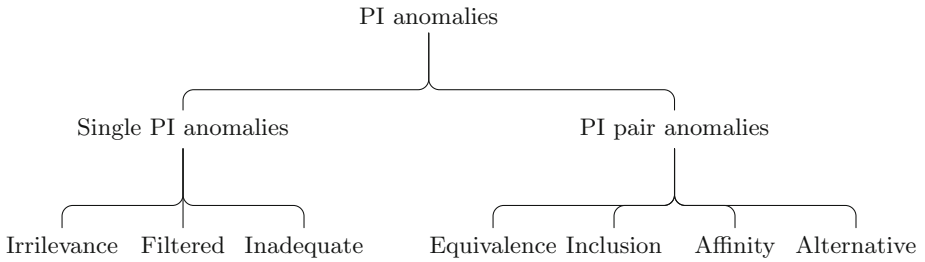 PI anomalies
Single PI anomalies PI pair anomalies
Irrilevance Filtered Inadequate Equivalence Inclusion Affinity Alternative